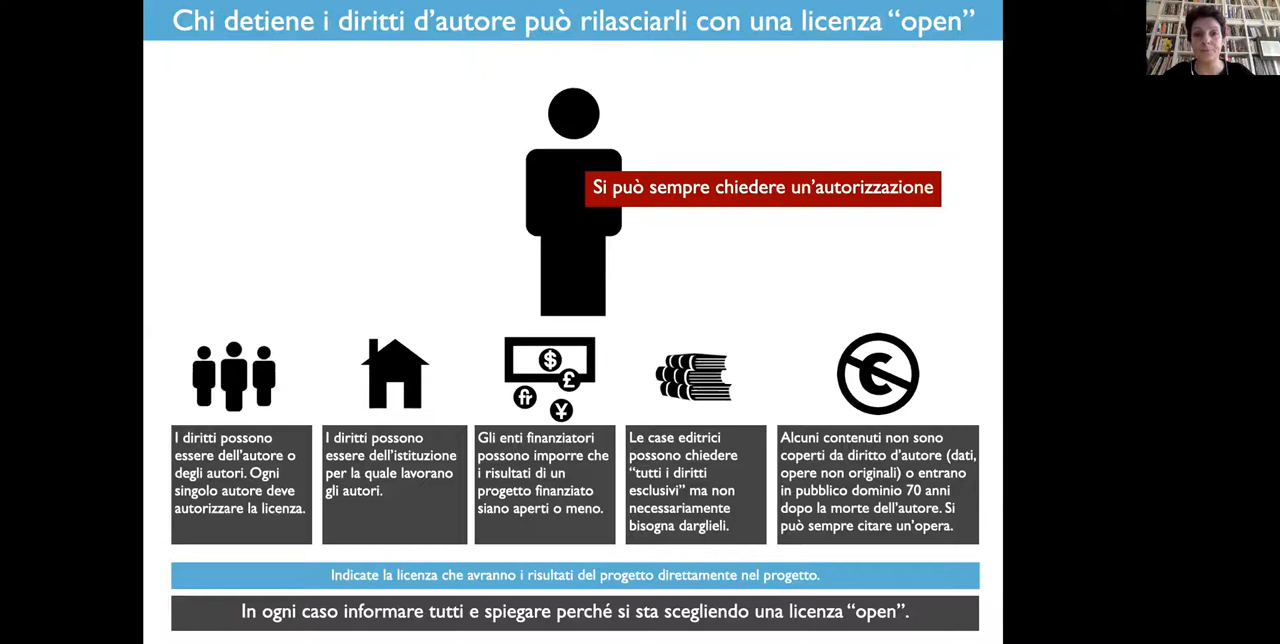 Chi detiene i diritti d’autore può rilasciarli con una licenza “open”
Si può sempre chiedere un’autorizzazione
I diritti possono
essere dell’autore o
degli autori. Ogni
singolo autore deve
autorizzare la licenza.
I diritti possono
essere dell’istituzione
per la quale lavorano
gli autori.
Gli enti finanziatori
possono imporre che
i risultati di un
progetto finanziato
siano aperti o meno.
Le case editrici
possono chiedere
“tutti i diritti
esclusivi” ma non
necessariamente
bisogna darglieli.
Alcuni contenuti non sono
coperti da diritto d’autore (dati,
opere non originali) o entrano
in pubblico dominio 70 anni
dopo la morte dell’autore. Si
può sempre citare un’opera.
Indicate la licenza che avranno i risultati del progetto direttamente nel progetto.
In ogni caso informare tutti e spiegare perché si sta scegliendo una licenza “open”.